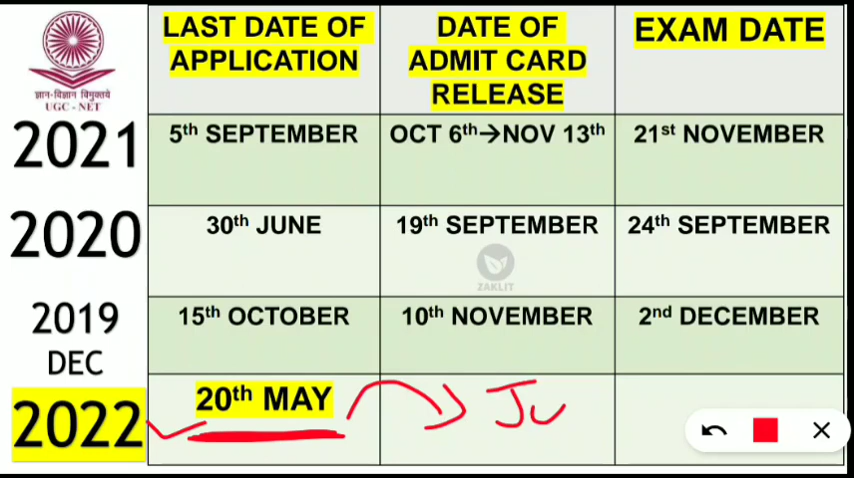 LAST DATE OF
APPLICATION
DATE OF
ADMIT CARD
RELEASE
EXAM DATE
ज्ञान-विज्ञान विमुक्तये
UGC - NET
2021
5th SEPTEMBER
OCT 6th→NOV 13th
21st NOVEMBER
2020
30th JUNE
19th SEPTEMBER
24th SEPTEMBER
ZAKLIT
2019
DEC
15th OCTOBER
10th NOVEMBER
2nd DECEMBER
2022
20th MAY
Ju